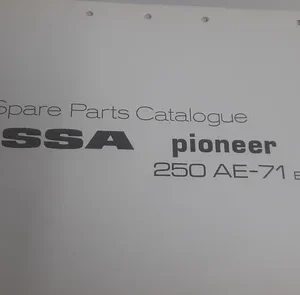 Spare Parts Catalogue
SSA pioneer
250 AE-71 E